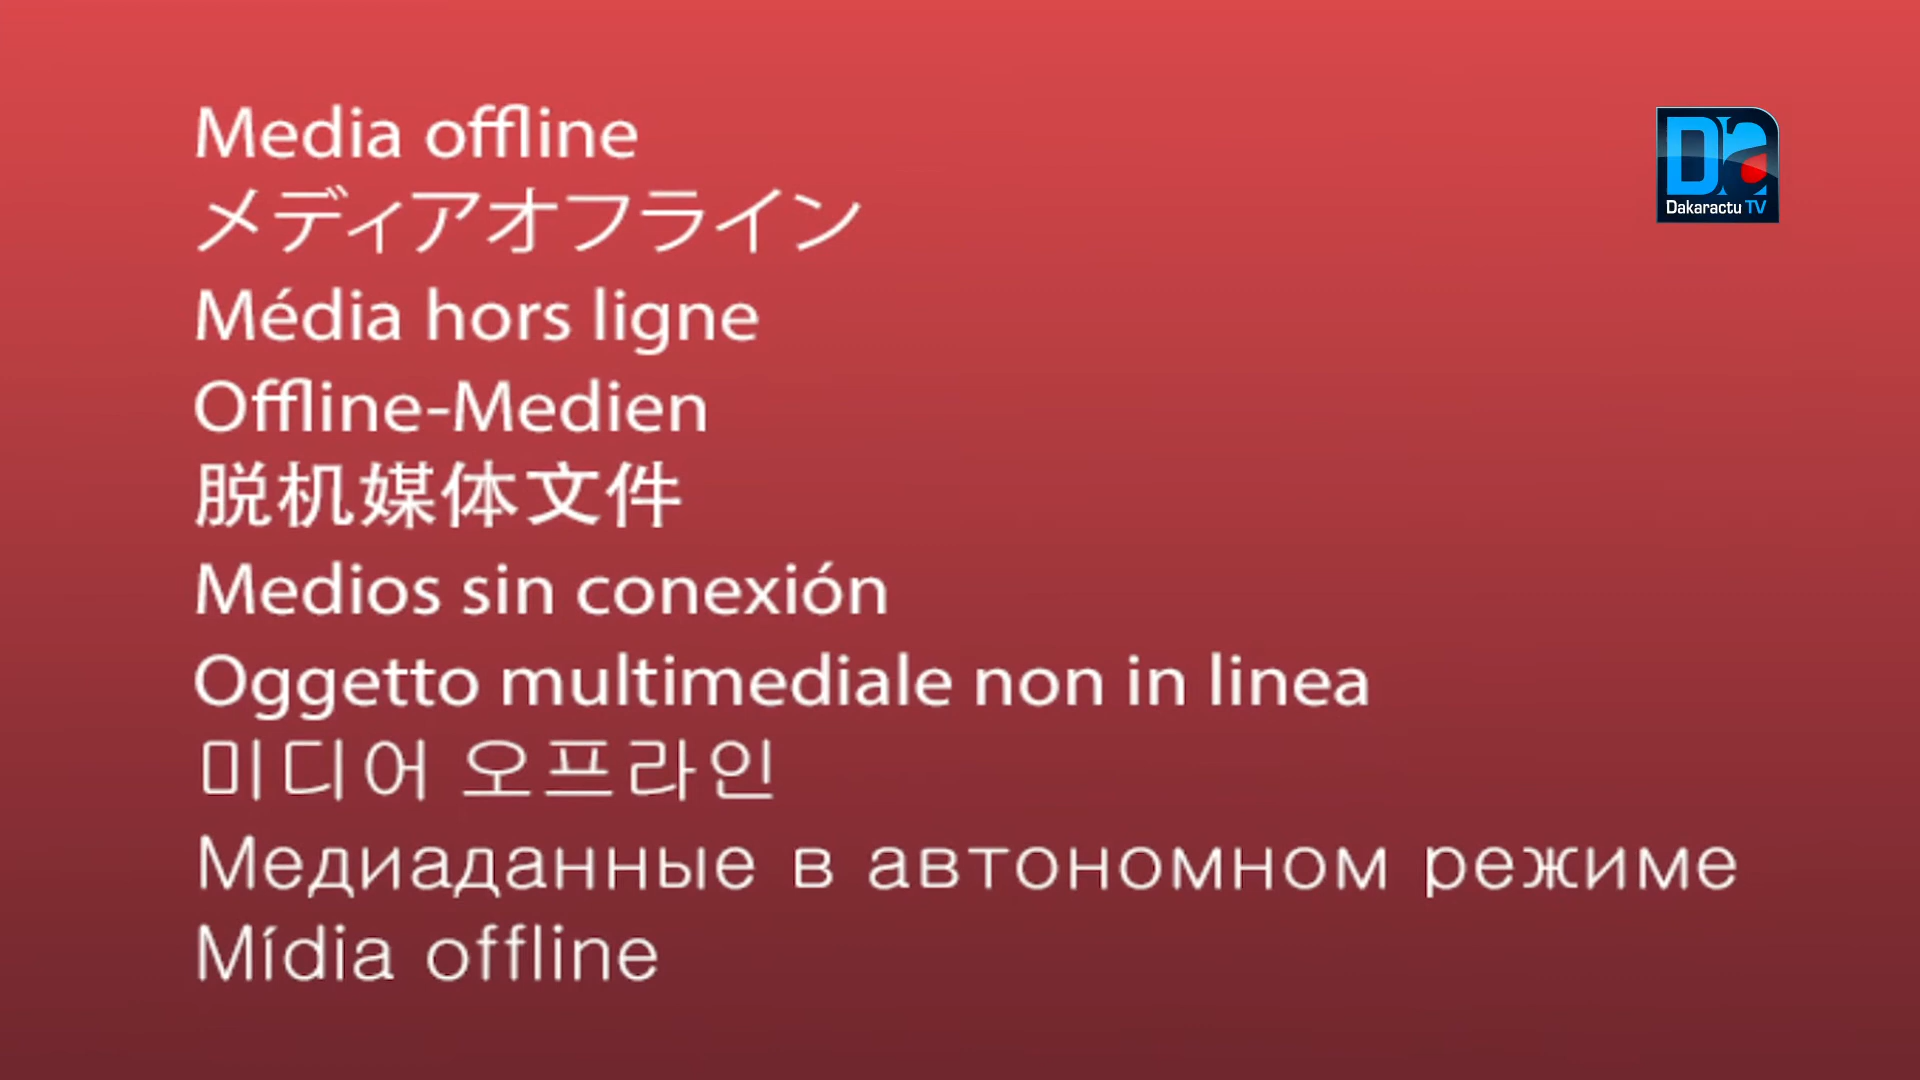 Media offline
メディアオフライン
Média hors ligne
Offline-Medien
脱机媒体文件
Medios sin conexión
Oggetto multimediale non in linea
미디어 오프라인
Медиаданные в автономном режиме
Mídia offline
Da
Dakaractu TV